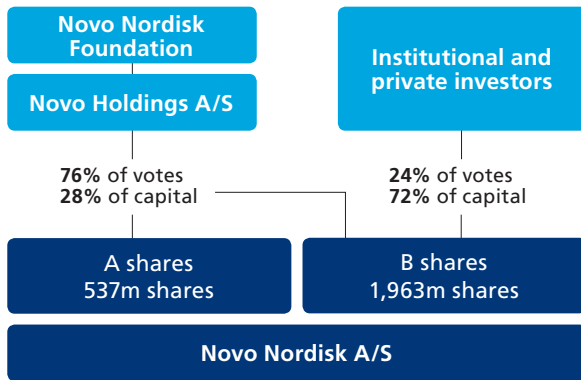 Novo Nordisk
Foundation
Novo Holdings A/S
Institutional and
private investors
76% of votes
28% of capital
24% of votes
72% of capital
A shares
537m shares
B shares
1,963m shares
Novo Nordisk A/S